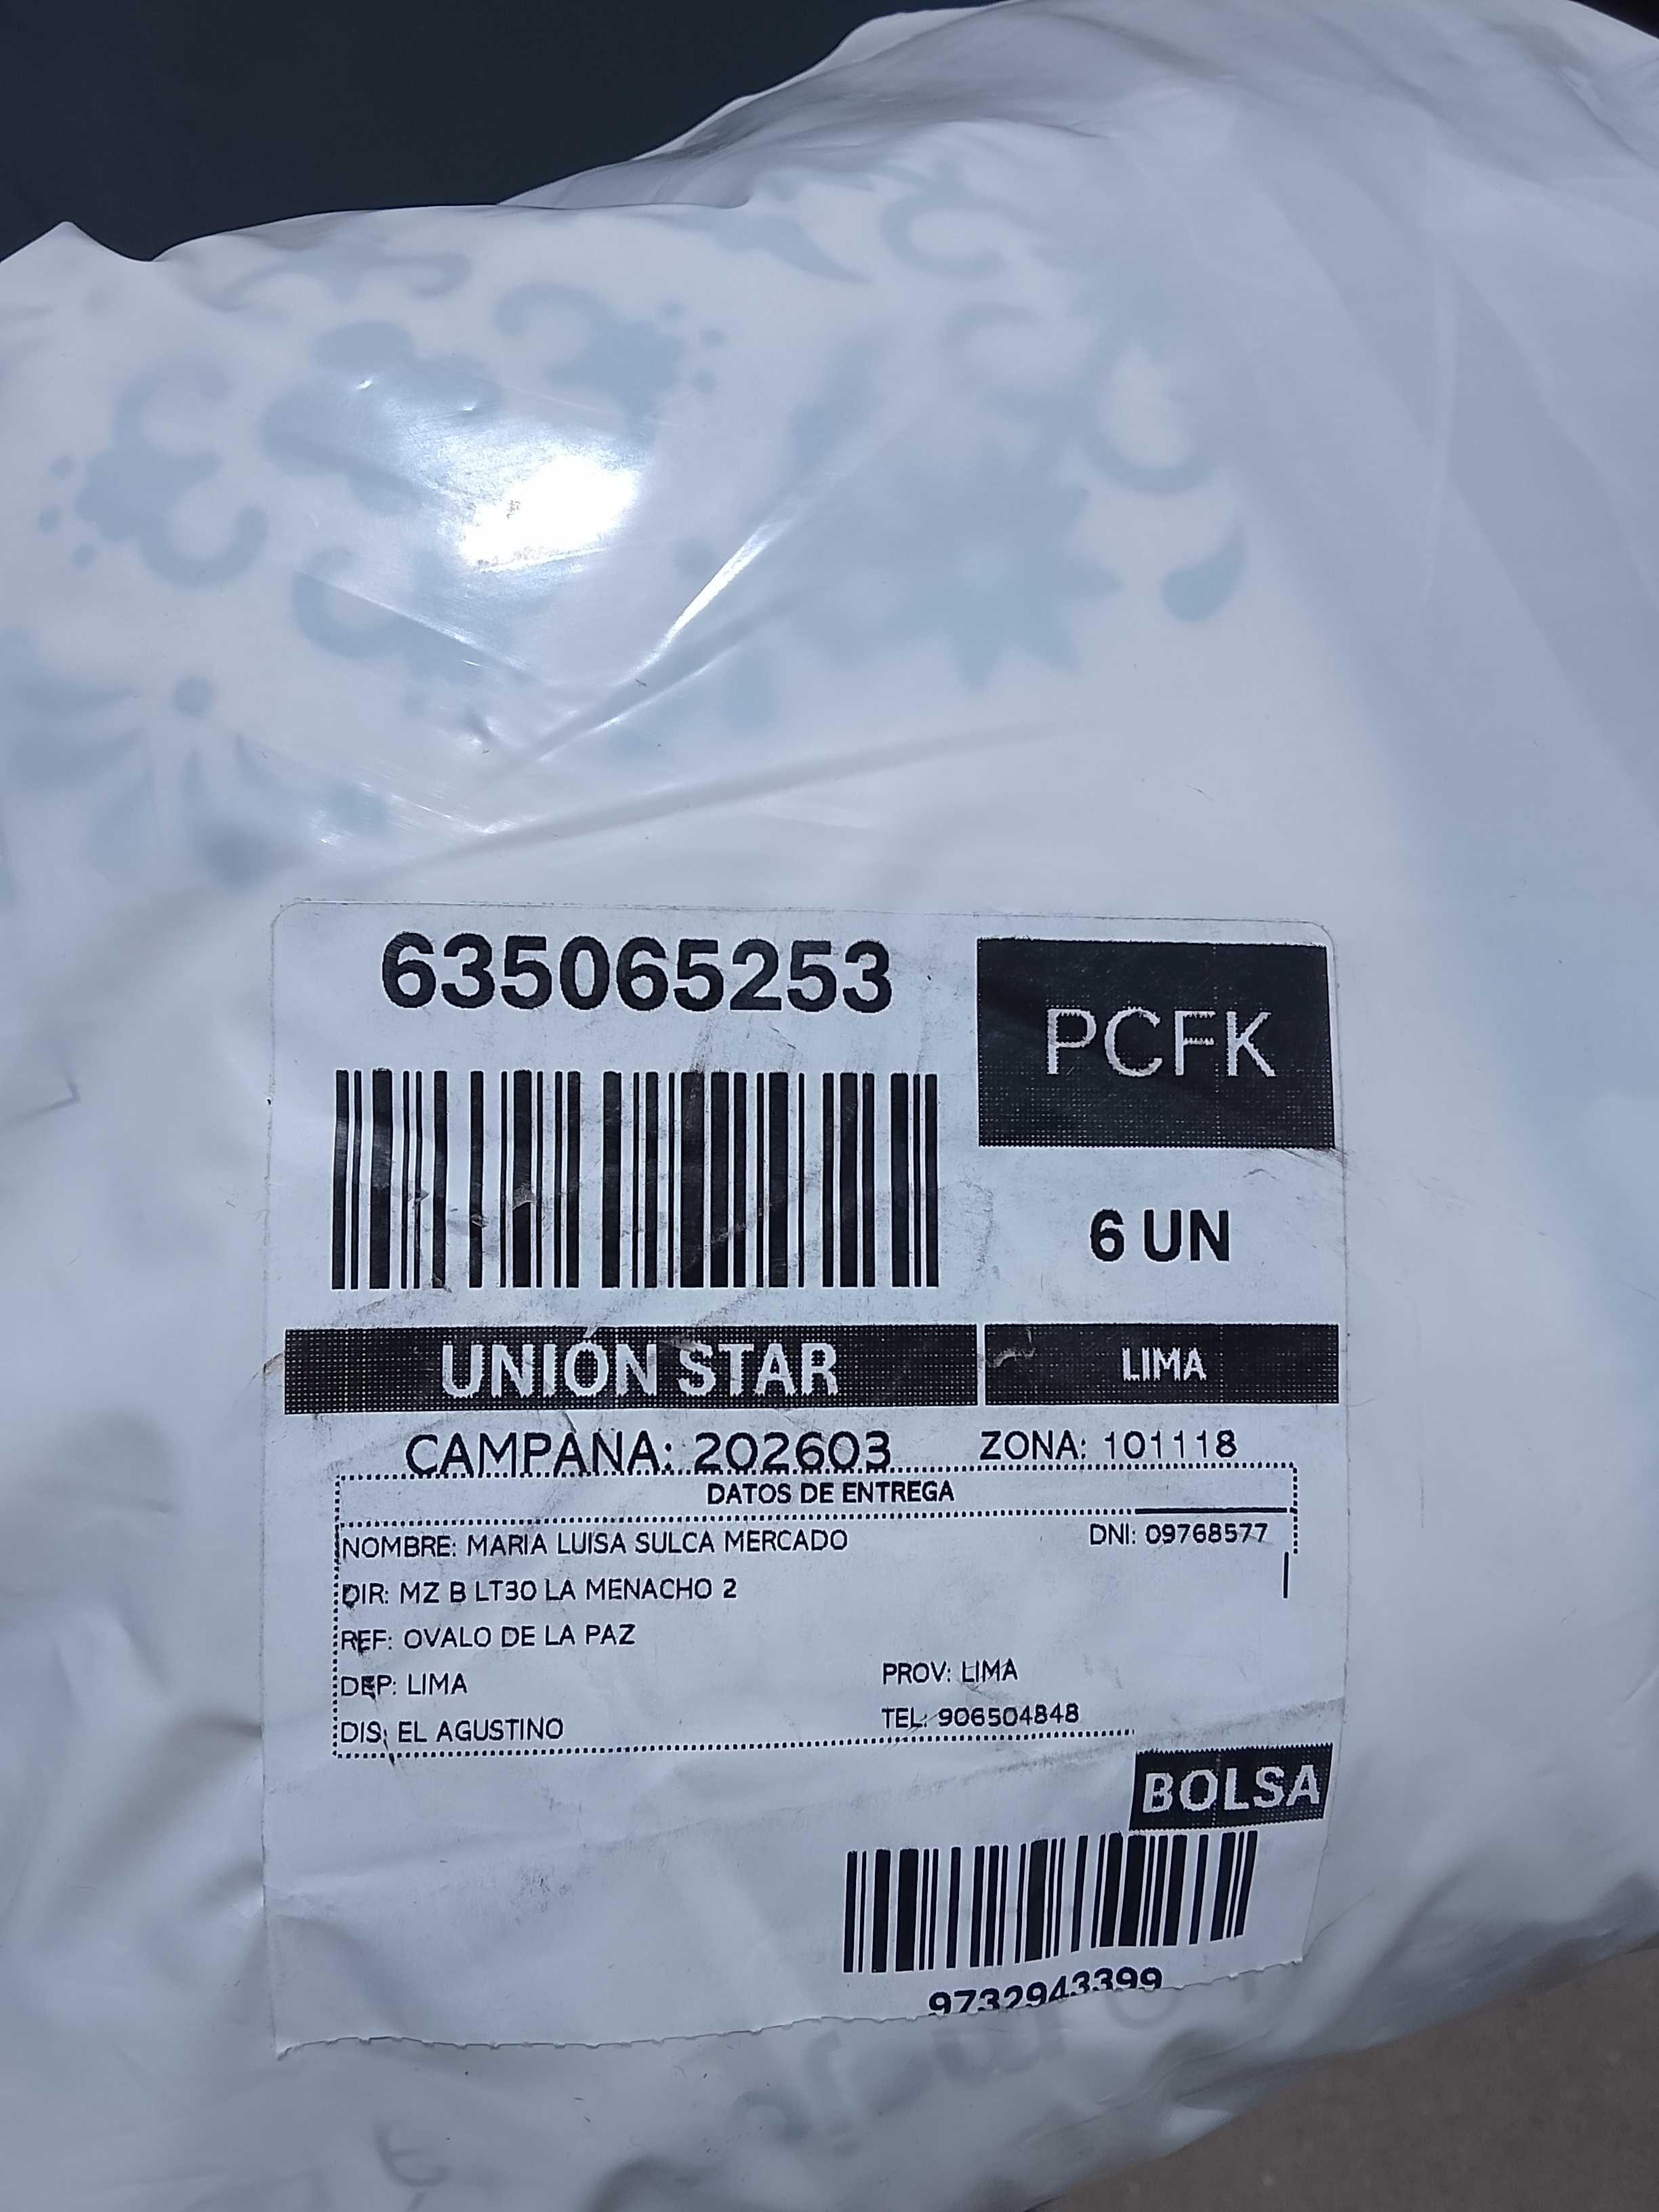 635065253
PCFK
6 UN
UNIÓN STAR
LIMA
CAMPAÑA: 202603
ZONA: 101118
DATOS DE ENTREGA
NOMBRE: MARIA LUISA SULCA MERCADO
DNI: 09768577
DIR: MZ B LT30 LA MENACHO 2
REF: OVALO DE LA PAZ
DEP: LIMA
PROV: LIMA
DIS: EL AGUSTINO
TEL: 906504848
BOLSA
9732943399